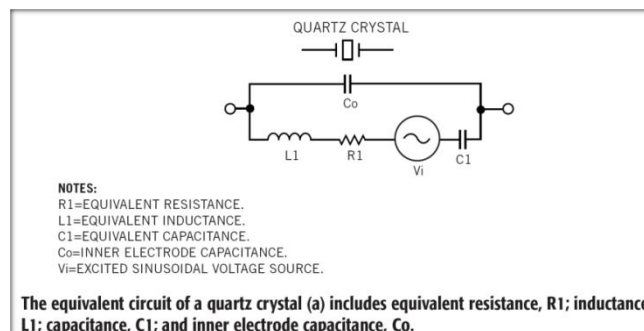 QUARTZ CRYSTAL
Co
L1
R1
Vi
C1
NOTES:
R1=EQUIVALENT RESISTANCE.
L1=EQUIVALENT INDUCTANCE.
C1=EQUIVALENT CAPACITANCE.
Co=INNER ELECTRODE CAPACITANCE.
Vi=EXCITED SINUSOIDAL VOLTAGE SOURCE.
The equivalent circuit of a quartz crystal (a) includes equivalent resistance, R1; inductance
L1; capacitance, C1; and inner electrode capacitance, Co.